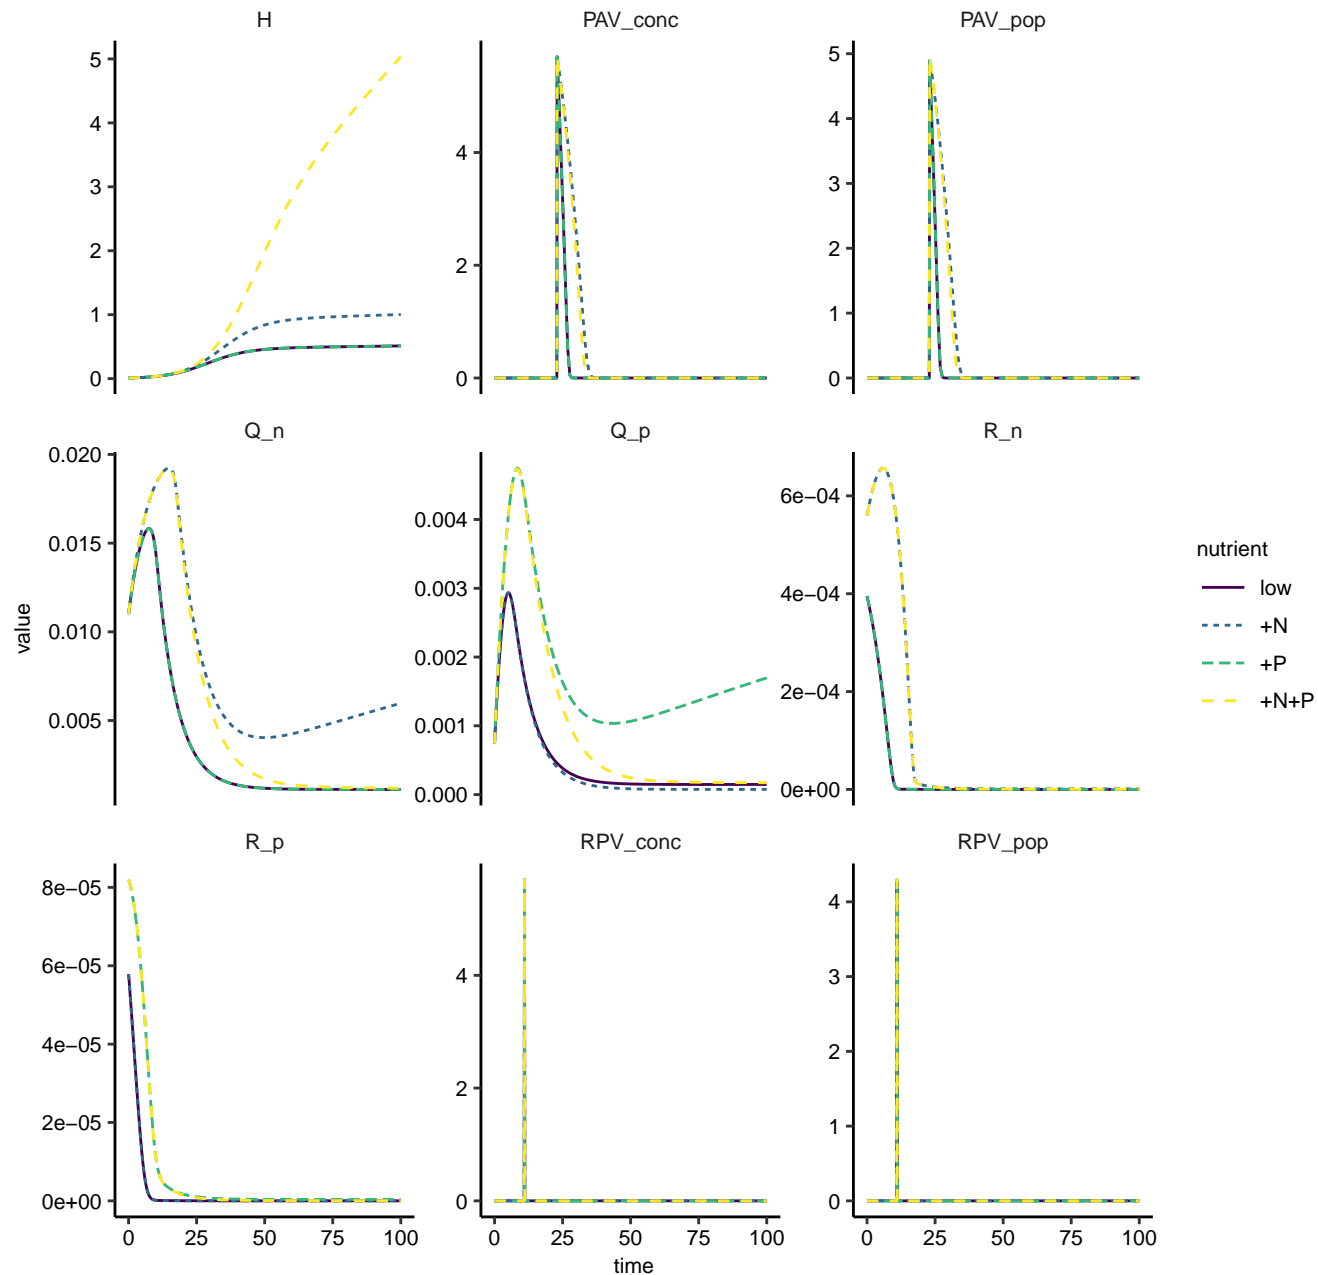 H
PAV_conc
PAV_pop
5
4
3
2
1
0
4
2
0
5
4
3
2
1
0
Q_n
Q_p
R_n
0.020
0.015
0.010
0.005
0.004
0.003
0.002
0.001
0.000
6e−04
4e−04
2e−04
0e+00
R_p
RPV_conc
RPV_pop
8e−05
6e−05
4e−05
2e−05
0e+00
4
2
0
4
3
2
1
0
0 25 50 75 100
0 25 50 75 100
0 25 50 75 100
time
value
nutrient
low
+N
+P
+N+P